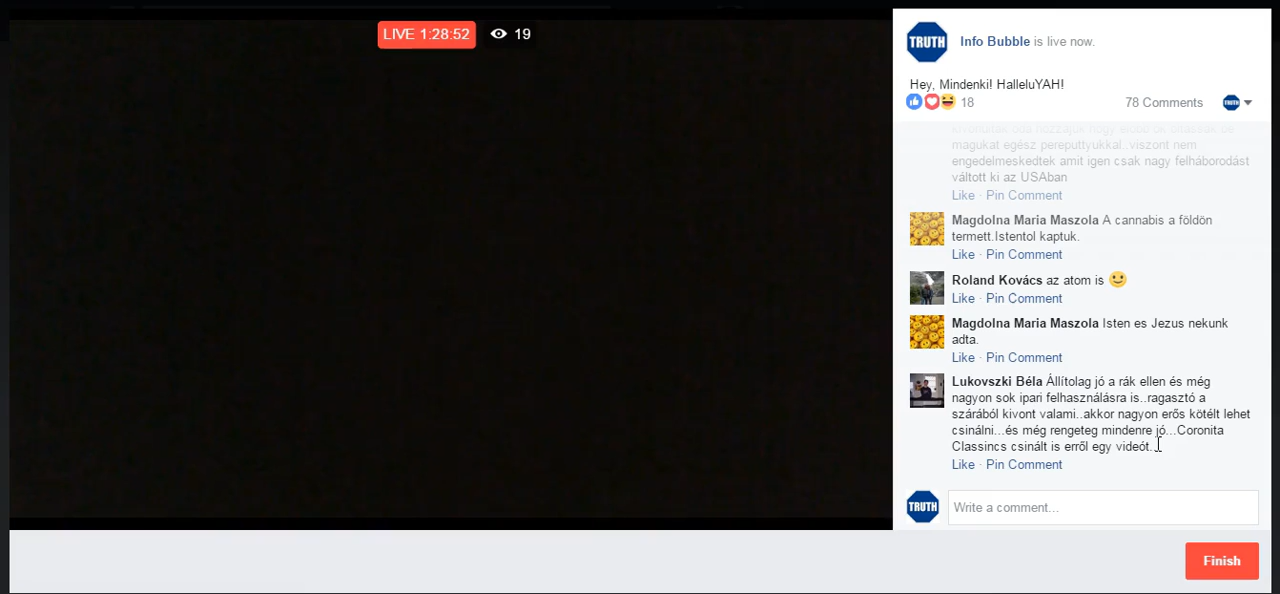 LIVE 1:28:52 19
TRUTH
Info Bubble is live now.
Hey, Mindenki! HalleluYAH!
18 78 Comments TRUTH
magukat egész pereputtyukkal..viszont nem
engedelmeskedtek amit igen csak nagy felháborodást
váltott ki az USAban
Like · Pin Comment
Magdolna Maria Maszola A cannabis a földön
termett.Istentol kaptuk.
Like · Pin Comment
Roland Kovács az atom is
Like · Pin Comment
Magdolna Maria Maszola Isten es Jezus nekunk
adta.
Like · Pin Comment
Lukovszki Béla Állítolag jó a rák ellen és még
nagyon sok ipari felhasználásra is..ragasztó a
szárából kivont valami..akkor nagyon erős kötélt lehet
csinálni...és még rengeteg mindenre jó...Coronita
Classincs csinált is erről egy videót.
Like · Pin Comment
TRUTH
Write a comment...
Finish